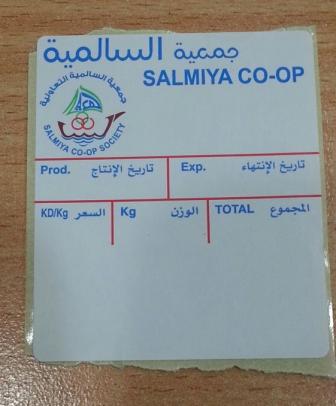 جمعية السالمية
SALMIYA CO-OP
جمعية السالمية التعاونية
SALMIYA CO-OP SOCIETY
Prod. تاريخ الإنتاج Exp. تاريخ الإنتهاء
KD/Kg السعر Kg الوزن TOTAL المجموع